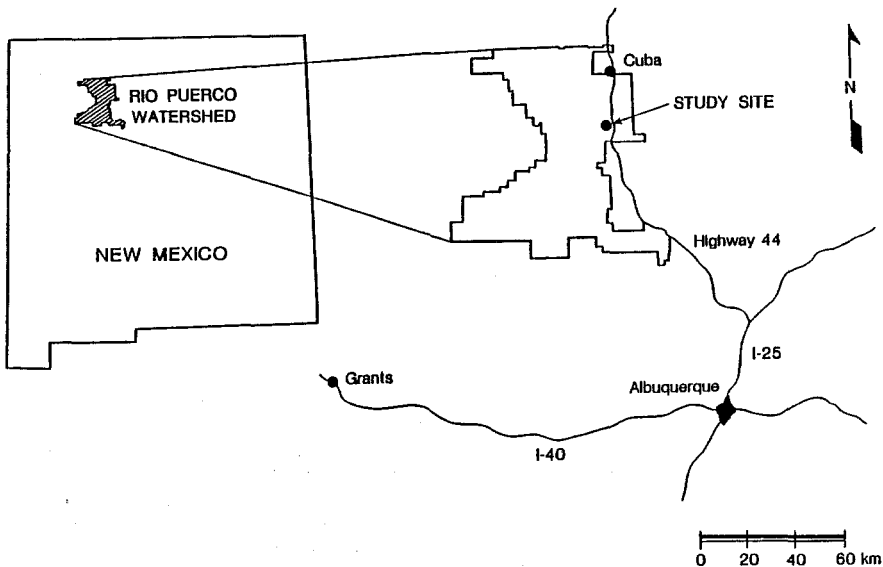 Cuba
RIO PUERCO
WATERSHED
STUDY SITE
N
NEW MEXICO
Highway 44
I-25
Grants
Albuquerque
I-40
0 20 40 60 km